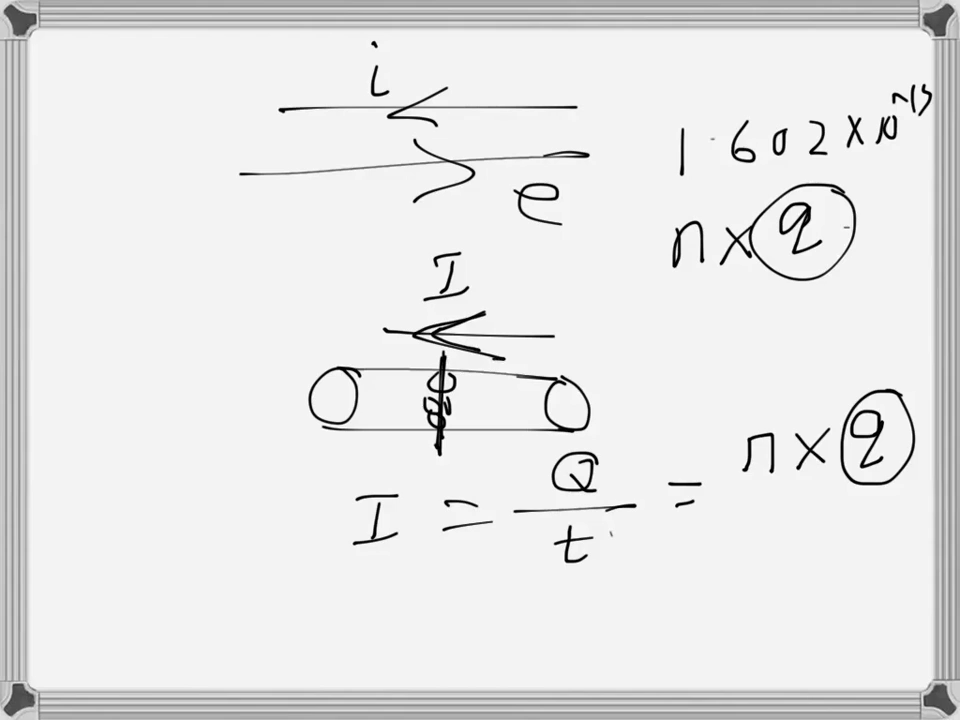 i
e
1.602×10^-19
n×q
I
I = Q/t = n×q